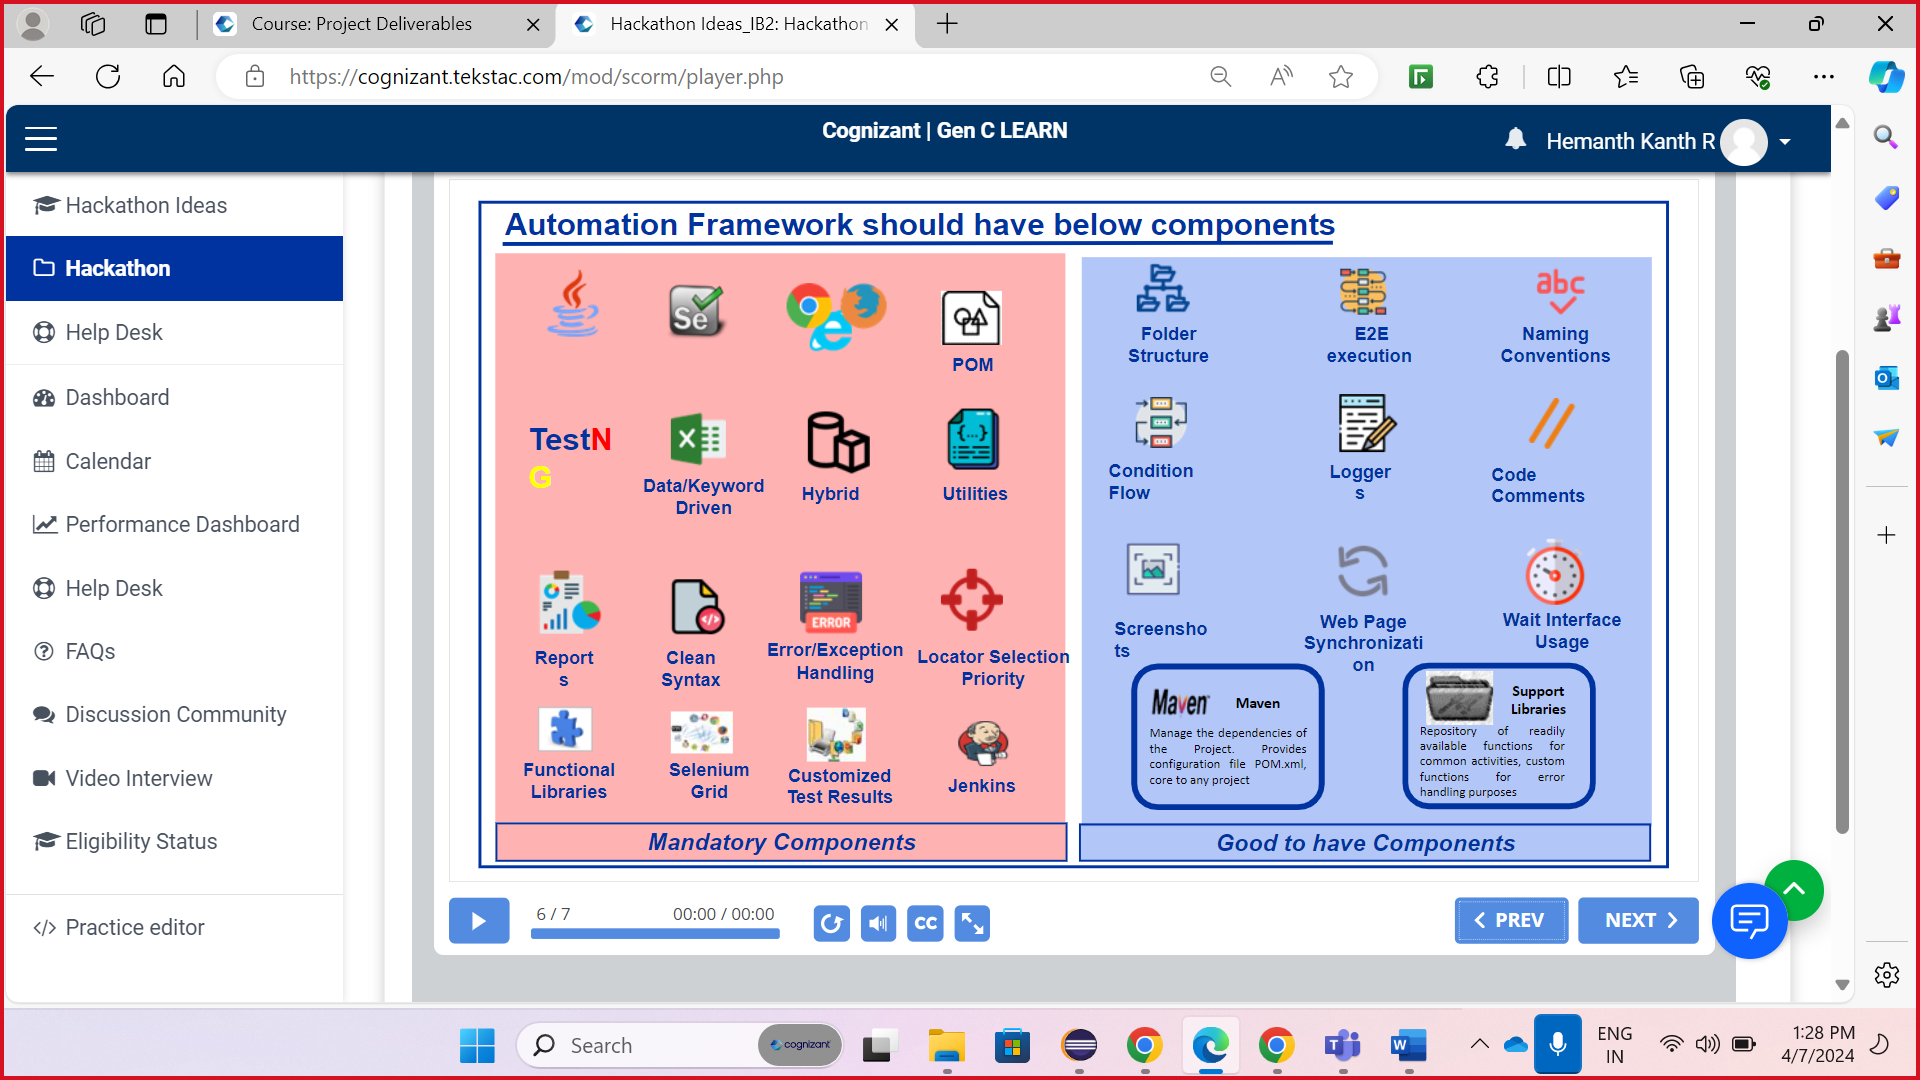 Course: Project Deliverables
Hackathon Ideas_IB2: Hackathon
https://cognizant.tekstac.com/mod/scorm/player.php
Cognizant | Gen C LEARN
Hemanth Kanth R
Hackathon Ideas
Hackathon
Help Desk
Dashboard
Calendar
Performance Dashboard
Help Desk
FAQs
Discussion Community
Video Interview
Eligibility Status
</> Practice editor
Automation Framework should have below components
Se
POM
TestN
G
Data/Keyword
Driven
Hybrid
Utilities
Report
s
Clean
Syntax
ERROR
Error/Exception
Handling
Locator Selection
Priority
Functional
Libraries
Selenium
Grid
Customized
Test Results
Jenkins
Mandatory Components
Folder
Structure
E2E
execution
abc
Naming
Conventions
Condition
Flow
Logger
s
Code
Comments
Screensho
ts
Web Page
Synchronizati
on
Wait Interface
Usage
Maven
Maven
Manage the dependencies of
the Project. Provides
configuration file POM.xml,
core to any project
Support
Libraries
Repository of readily
available functions for
common activities, custom
functions for error
handling purposes
Good to have Components
6 / 7
00:00 / 00:00
CC
PREV
NEXT
Search
cognizant
ENG
IN
1:28 PM
4/7/2024